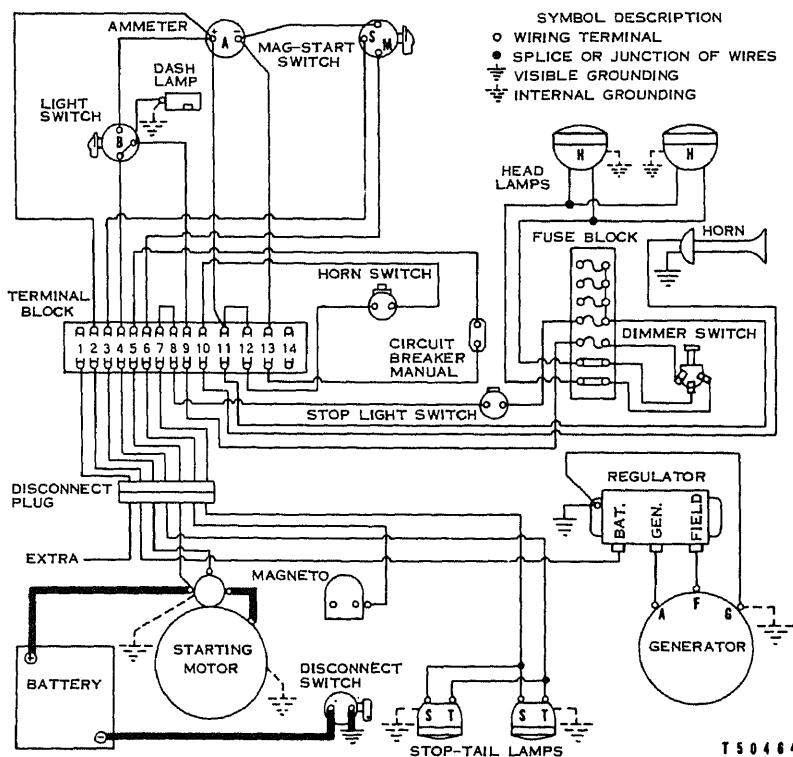 SYMBOL DESCRIPTION
WIRING TERMINAL
SPLICE OR JUNCTION OF WIRES
VISIBLE GROUNDING
INTERNAL GROUNDING
AMMETER
+ A −
MAG-START
SWITCH
S
M
DASH
LAMP
LIGHT
SWITCH
B
HEAD
LAMPS
H
H
FUSE BLOCK
HORN
HORN SWITCH
DIMMER SWITCH
TERMINAL
BLOCK
1 2 3 4 5 6 7 8 9 10 11 12 13 14
CIRCUIT
BREAKER
MANUAL
STOP LIGHT SWITCH
DISCONNECT
PLUG
REGULATOR
BAT.
GEN.
FIELD
EXTRA
MAGNETO
A
F
G
GENERATOR
STARTING
MOTOR
BATTERY
+
−
DISCONNECT
SWITCH
S T
S T
STOP-TAIL LAMPS
T50464